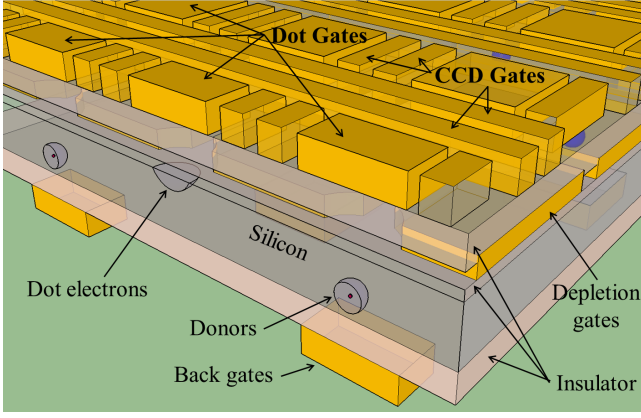 Dot Gates
CCD Gates
Silicon
Dot electrons
Donors
Back gates
Depletion
gates
Insulator